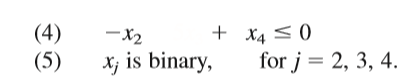 (4) −x₂ + x₄ ≤ 0
(5) xⱼ is binary, for j = 2, 3, 4.